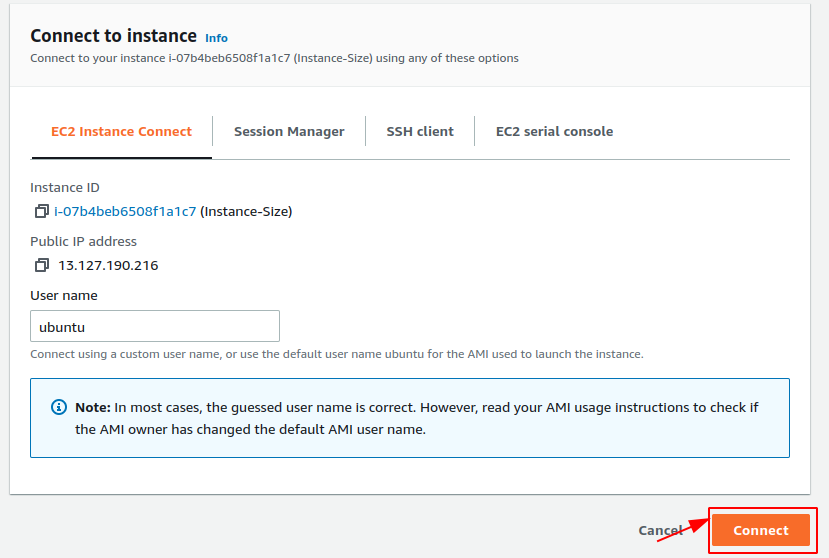 Connect to instance Info
Connect to your instance i-07b4beb6508f1a1c7 (Instance-Size) using any of these options
EC2 Instance Connect
Session Manager
SSH client
EC2 serial console
Instance ID
i-07b4beb6508f1a1c7 (Instance-Size)
Public IP address
13.127.190.216
User name
ubuntu
Connect using a custom user name, or use the default user name ubuntu for the AMI used to launch the instance.
Note: In most cases, the guessed user name is correct. However, read your AMI usage instructions to check if
the AMI owner has changed the default AMI user name.
Cancel
Connect